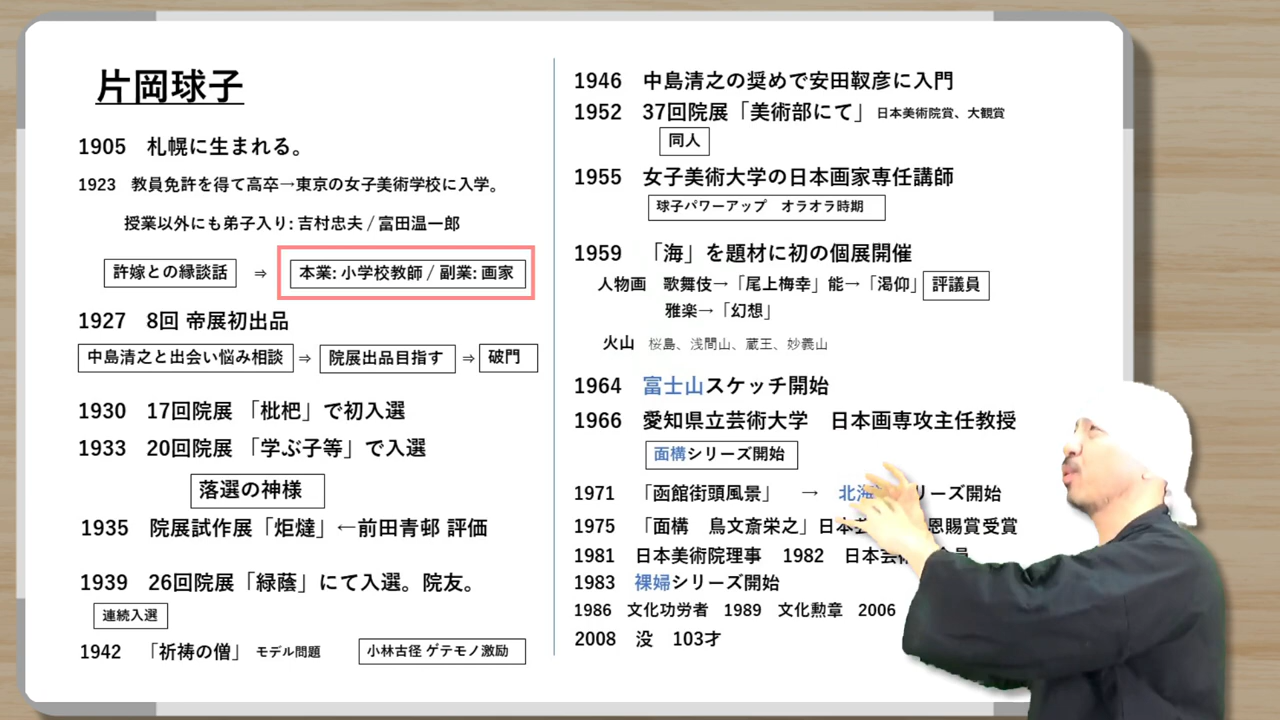 片岡球子
1905 札幌に生まれる。
1923 教員免許を得て高卒→東京の女子美術学校に入学。
授業以外にも弟子入り: 吉村忠夫 / 富田温一郎
許嫁との縁談話 ⇒ 本業: 小学校教師 / 副業: 画家
1927 8回 帝展初出品
中島清之と出会い悩み相談 ⇒ 院展出品目指す ⇒ 破門
1930 17回院展 「枇杷」で初入選
1933 20回院展 「学ぶ子等」で入選
落選の神様
1935 院展試作展「炬燵」←前田青邨 評価
1939 26回院展「緑蔭」にて入選。院友。
連続入選
1942 「祈祷の僧」 モデル問題 小林古径 ゲテモノ激励
1946 中島清之の奨めで安田靫彦に入門
1952 37回院展「美術部にて」 日本美術院賞、大観賞
同人
1955 女子美術大学の日本画家専任講師
球子パワーアップ オラオラ時期
1959 「海」を題材に初の個展開催
人物画 歌舞伎→「尾上梅幸」能→「渇仰」 評議員
雅楽→「幻想」
火山 桜島、浅間山、蔵王、妙義山
1964 富士山スケッチ開始
1966 愛知県立芸術大学 日本画専攻主任教授
面構シリーズ開始
1971 「函館街頭風景」 → 北海 リーズ開始
1975 「面構 鳥文斎栄之」日本芸 恩賜賞受賞
1981 日本美術院理事 1982 日本芸術 会員
1983 裸婦シリーズ開始
1986 文化功労者 1989 文化勲章 2006
2008 没 103才